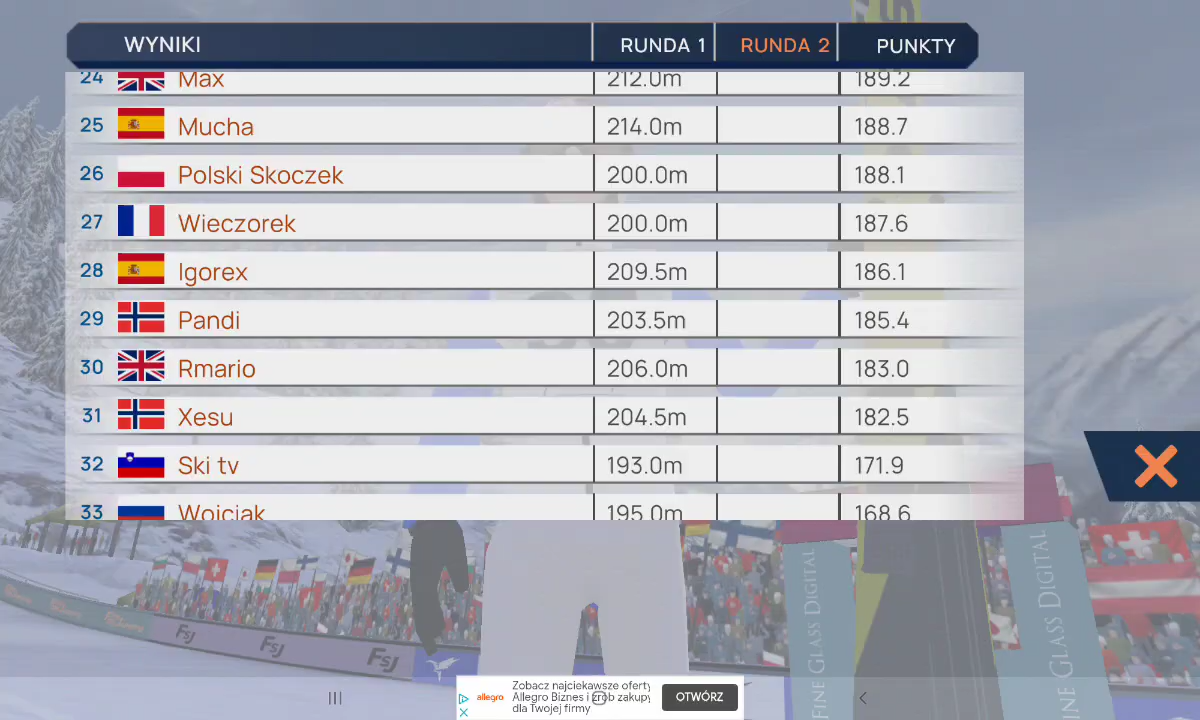 WYNIKI RUNDA 1 RUNDA 2 PUNKTY
24 Max 212.0m 189.2
25 Mucha 214.0m 188.7
26 Polski Skoczek 200.0m 188.1
27 Wieczorek 200.0m 187.6
28 Igorex 209.5m 186.1
29 Pandi 203.5m 185.4
30 Rmario 206.0m 183.0
31 Xesu 204.5m 182.5
32 Ski tv 193.0m 171.9
33 Wojciak 195.0m 168.6
FSJ FSJ FSJ
FINE GLASS DIGITAL
FINE GLASS DIGITAL
allegro
Zobacz najciekawsze oferty
Allegro Biznes i zrób zakupy
dla Twojej firmy
OTWÓRZ